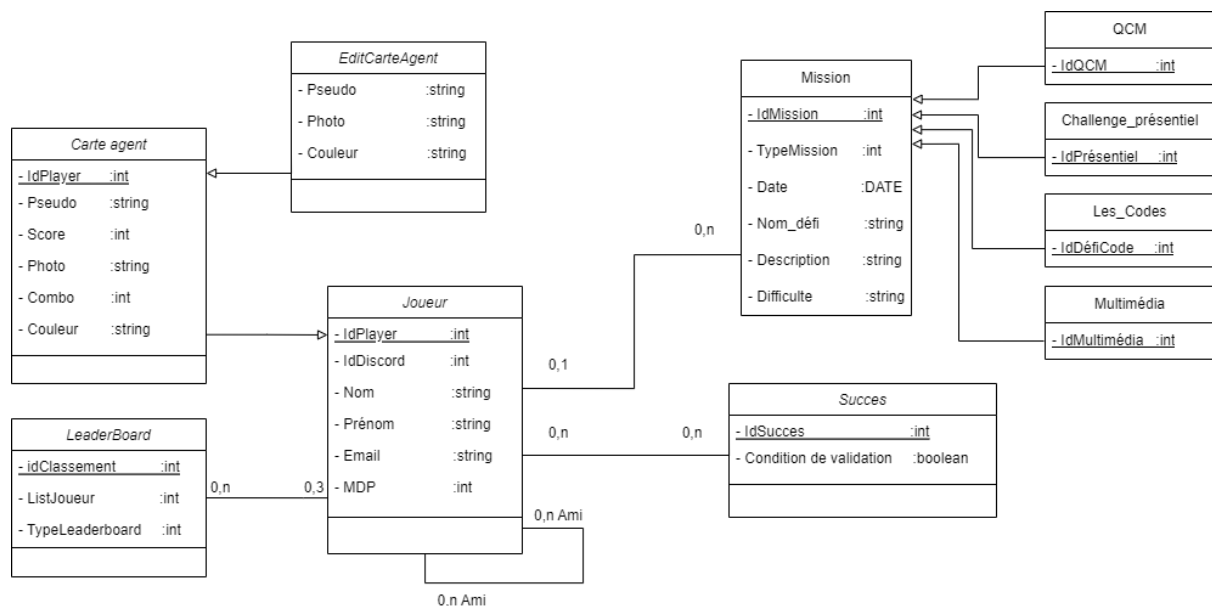 EditCarteAgent
- Pseudo :string
- Photo :string
- Couleur :string
Carte agent
- IdPlayer :int
- Pseudo :string
- Score :int
- Photo :string
- Combo :int
- Couleur :string
LeaderBoard
- idClassement :int
- ListJoueur :int
- TypeLeaderboard :int
0,n
0,3
Joueur
- IdPlayer :int
- IdDiscord :int
- Nom :string
- Prénom :string
- Email :string
- MDP :int
0,n Ami
0,n Ami
0,1
0,n
0,n
0,n
Mission
- IdMission :int
- TypeMission :int
- Date :DATE
- Nom_défi :string
- Description :string
- Difficulte :string
Succes
- IdSucces :int
- Condition de validation :boolean
QCM
- IdQCM :int
Challenge_présentiel
- IdPrésentiel :int
Les_Codes
- IdDéfiCode :int
Multimédia
- IdMultimédia :int